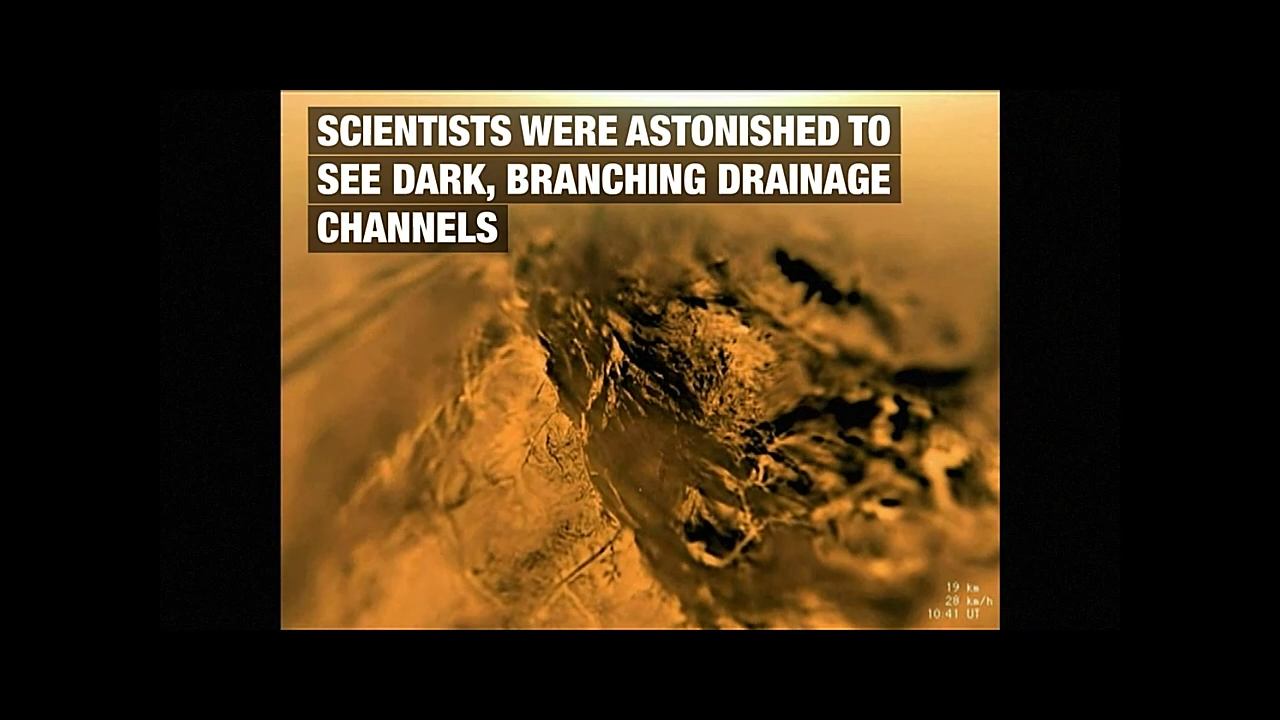 SCIENTISTS WERE ASTONISHED TO
SEE DARK, BRANCHING DRAINAGE
CHANNELS
19 km
28 km/h
10:41 UT